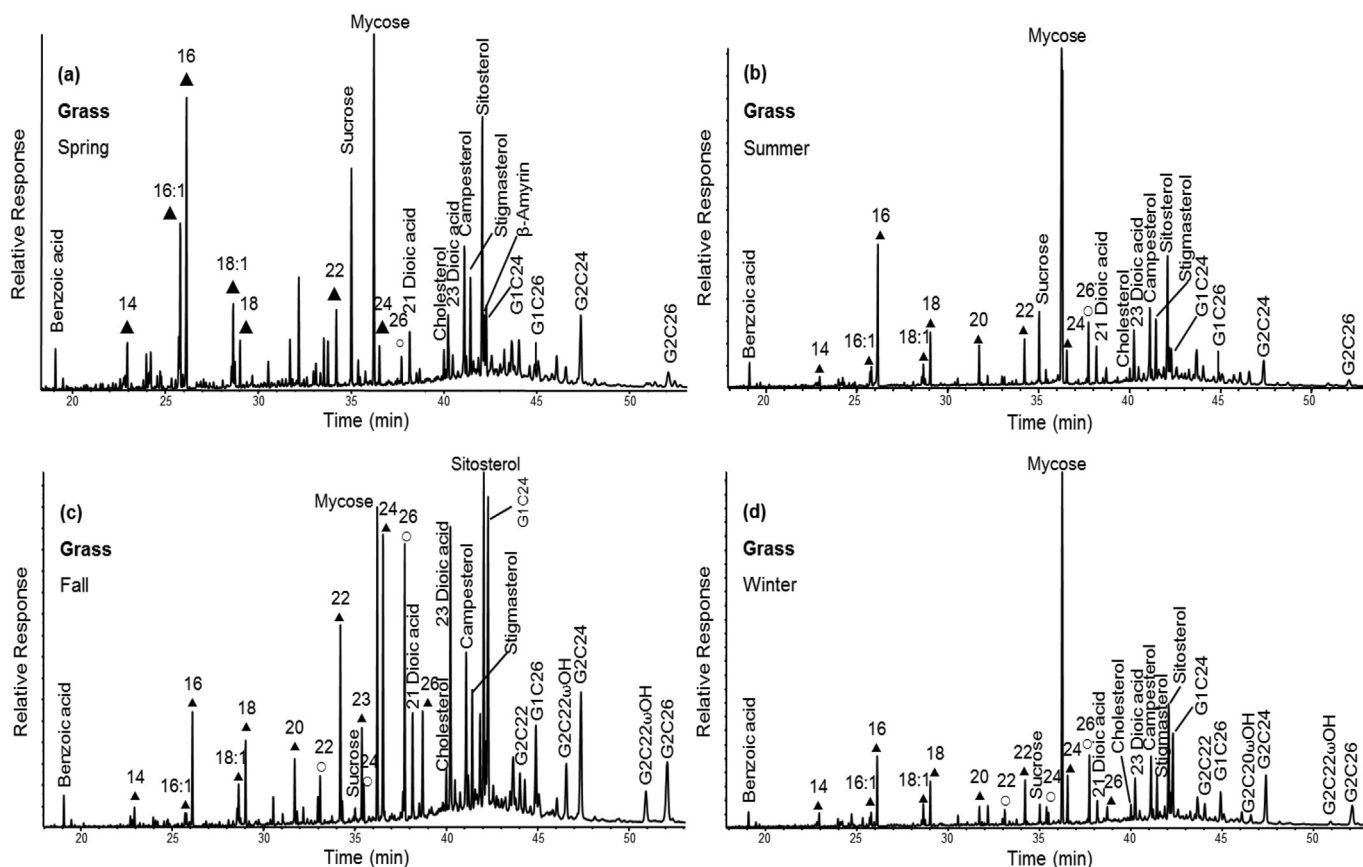 (a)
Grass
Spring
Relative Response
Benzoic acid
14
16:1
16
18:1
18
22
Sucrose
Mycose
24
26
21 Dioic acid
Cholesterol
23 Dioic acid
Campesterol
Sitosterol
Stigmasterol
β-Amyrin
G1C24
G1C26
G2C24
G2C26
20 25 30 35 40 45 50
Time (min)
(b)
Grass
Summer
Relative Response
Benzoic acid
14
16:1
16
18:1
18
20
22
Sucrose
Mycose
24
26
21 Dioic acid
Cholesterol
23 Dioic acid
Campesterol
Sitosterol
Stigmasterol
G1C24
G1C26
G2C24
G2C26
20 25 30 35 40 45 50
Time (min)
(c)
Grass
Fall
Relative Response
Benzoic acid
14
16:1
16
18:1
18
20
22
22
Sucrose
23
24
Mycose
24
26
21 Dioic acid
26
Cholesterol
23 Dioic acid
Campesterol
Sitosterol
Stigmasterol
G1C24
G2C22
G1C26
G2C22ωOH
G2C24
G2C22ωOH
G2C26
20 25 30 35 40 45 50
Time (min)
(d)
Grass
Winter
Relative Response
Benzoic acid
14
16:1
16
18:1
18
20
22
22
Sucrose
24
Mycose
24
26
21 Dioic acid
26
Cholesterol
23 Dioic acid
Campesterol
Stigmasterol
Sitosterol
G1C24
G2C22
G1C26
G2C20ωOH
G2C24
G2C22ωOH
G2C26
20 25 30 35 40 45 50
Time (min)